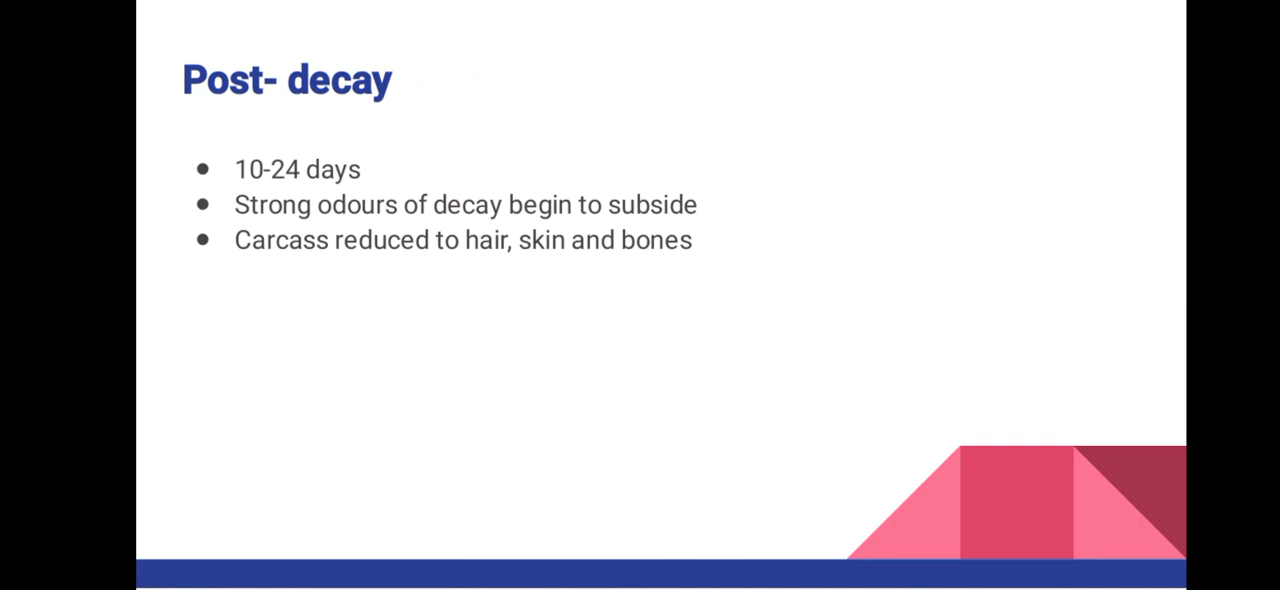 Post- decay
● 10-24 days
● Strong odours of decay begin to subside
● Carcass reduced to hair, skin and bones